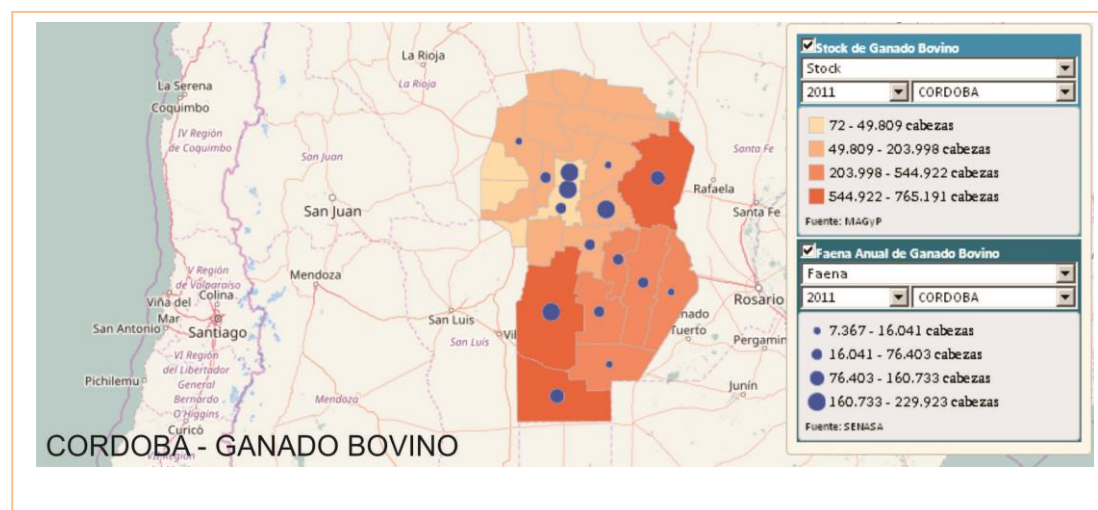 La Rioja
La Rioja
La Serena
Coquimbo
IV Región
de Coquimbo
San Juan
San Juan
Santa Fe
Rafaela
Santa Fe
V Región
de Valparaíso
Viña del
Mar
Colina
San Antonio
Santiago
Mendoza
San Luis
San Luis
Rosario
Pergamin
VI Región
del Libertador
General
Bernardo
O'Higgins
Pichilemu
Mendoza
Junín
Curicó
CORDOBA - GANADO BOVINO
Stock de Ganado Bovino
Stock
2011 CORDOBA
72 - 49.809 cabezas
49.809 - 203.998 cabezas
203.998 - 544.922 cabezas
544.922 - 765.191 cabezas
Fuente: MAGyP
Faena Anual de Ganado Bovino
Faena
2011 CORDOBA
7.367 - 16.041 cabezas
16.041 - 76.403 cabezas
76.403 - 160.733 cabezas
160.733 - 229.923 cabezas
Fuente: SENASA